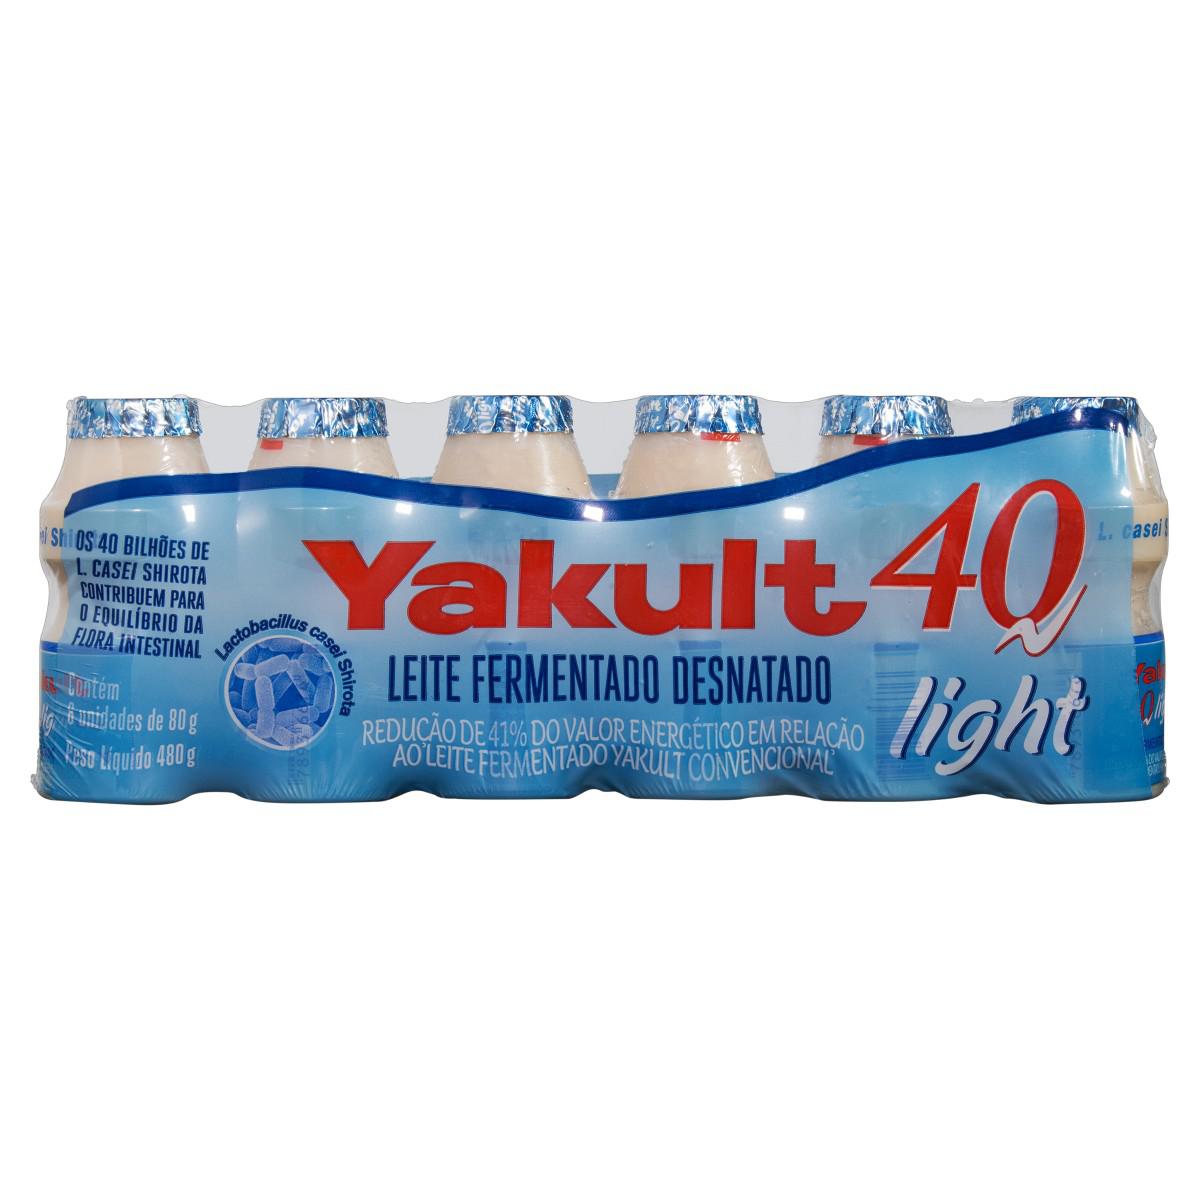 OS 40 BILHÕES DE
L. CASEI SHIROTA
CONTRIBUEM PARA
O EQUILÍBRIO DA
FLORA INTESTINAL
Contém
6 unidades de 80g
Peso Líquido 480g
Lactobacillus casei Shirota
Yakult 40
light
LEITE FERMENTADO DESNATADO
REDUÇÃO DE 41% DO VALOR ENERGÉTICO EM RELAÇÃO
AO LEITE FERMENTADO YAKULT CONVENCIONAL
L. casei